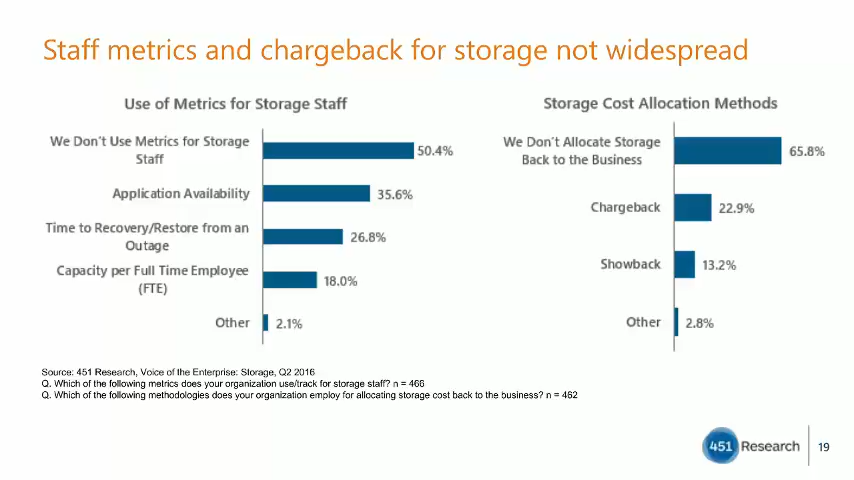 Staff metrics and chargeback for storage not widespread
Use of Metrics for Storage Staff
We Don't Use Metrics for Storage
Staff
50.4%
Application Availability
35.6%
Time to Recovery/Restore from an
Outage
26.8%
Capacity per Full Time Employee
(FTE)
18.0%
Other
2.1%
Storage Cost Allocation Methods
We Don't Allocate Storage
Back to the Business
65.8%
Chargeback
22.9%
Showback
13.2%
Other
2.8%
Source: 451 Research, Voice of the Enterprise: Storage, Q2 2016
Q. Which of the following metrics does your organization use/track for storage staff? n = 466
Q. Which of the following methodologies does your organization employ for allocating storage cost back to the business? n = 462
451 Research
19